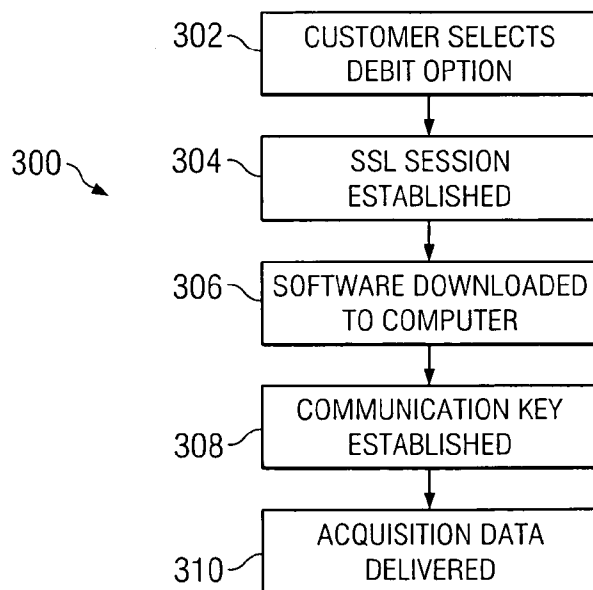 302
CUSTOMER SELECTS
DEBIT OPTION
300
304
SSL SESSION
ESTABLISHED
306
SOFTWARE DOWNLOADED
TO COMPUTER
308
COMMUNICATION KEY
ESTABLISHED
310
ACQUISITION DATA
DELIVERED